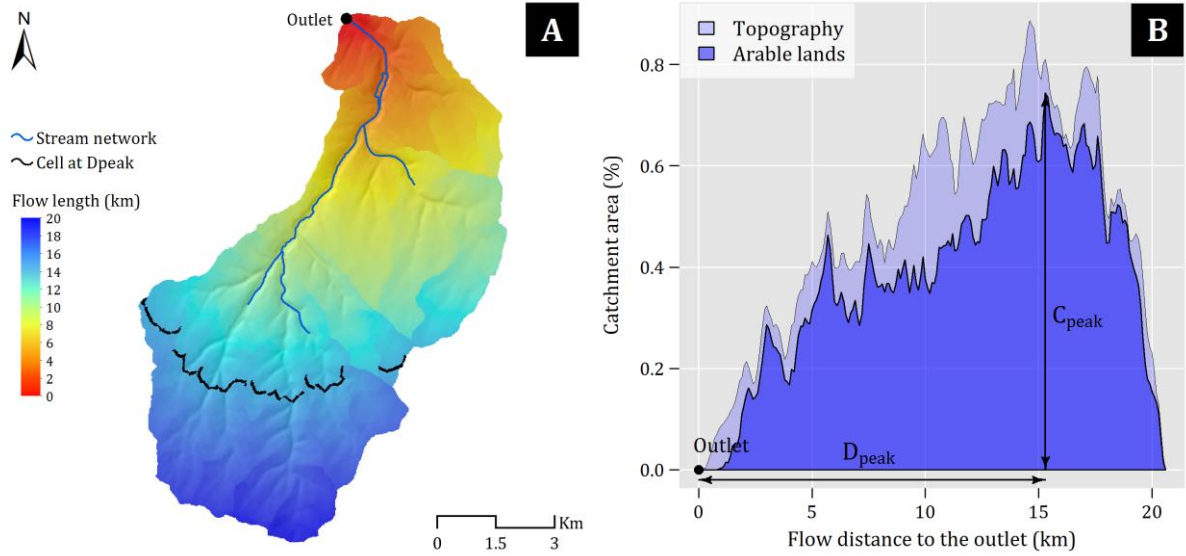 N
Outlet
A
Stream network
Cell at Dpeak
Flow length (km)
20
18
16
14
12
10
8
6
4
2
0
Km
0 1.5 3
B
Topography
Arable lands
Catchment area (%)
0.8
0.6
0.4
0.2
0.0
Cpeak
Outlet
Dpeak
0 5 10 15 20
Flow distance to the outlet (km)